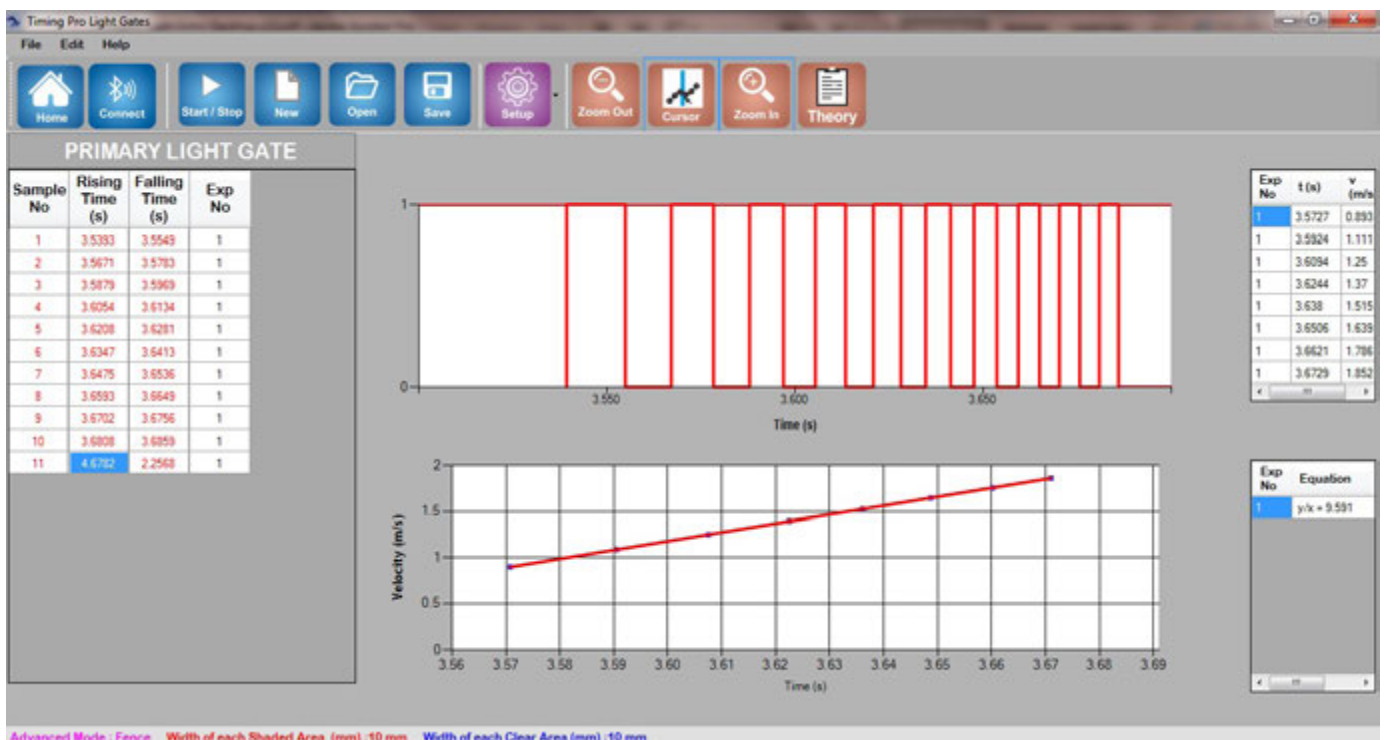 Timing Pro Light Gates
File Edit Help
Home Connect Start / Stop New Open Save Setup Zoom Out Cursor Zoom In Theory
PRIMARY LIGHT GATE
Sample No Rising Time (s) Falling Time (s) Exp No
1 3.5393 3.5549 1
2 3.5671 3.5783 1
3 3.5879 3.5969 1
4 3.6054 3.6134 1
5 3.6208 3.6281 1
6 3.6347 3.6413 1
7 3.6475 3.6536 1
8 3.6593 3.6649 1
9 3.6702 3.6756 1
10 3.6808 3.6859 1
11 4.6782 2.2568 1
1
0
3.550 3.600 3.650
Time (s)
Exp No t (s) v (m/s
1 3.5727 0.893
1 3.5924 1.111
1 3.6094 1.25
1 3.6244 1.37
1 3.638 1.515
1 3.6506 1.639
1 3.6621 1.786
1 3.6729 1.852
Velocity (m/s)
2
1.5
1
0.5
0
3.56 3.57 3.58 3.59 3.60 3.61 3.62 3.63 3.64 3.65 3.66 3.67 3.68 3.69
Time (s)
Exp No Equation
1 y/x = 9.591
Advanced Mode : Fence Width of each Shaded Area (mm) :10 mm Width of each Clear Area (mm) :10 mm